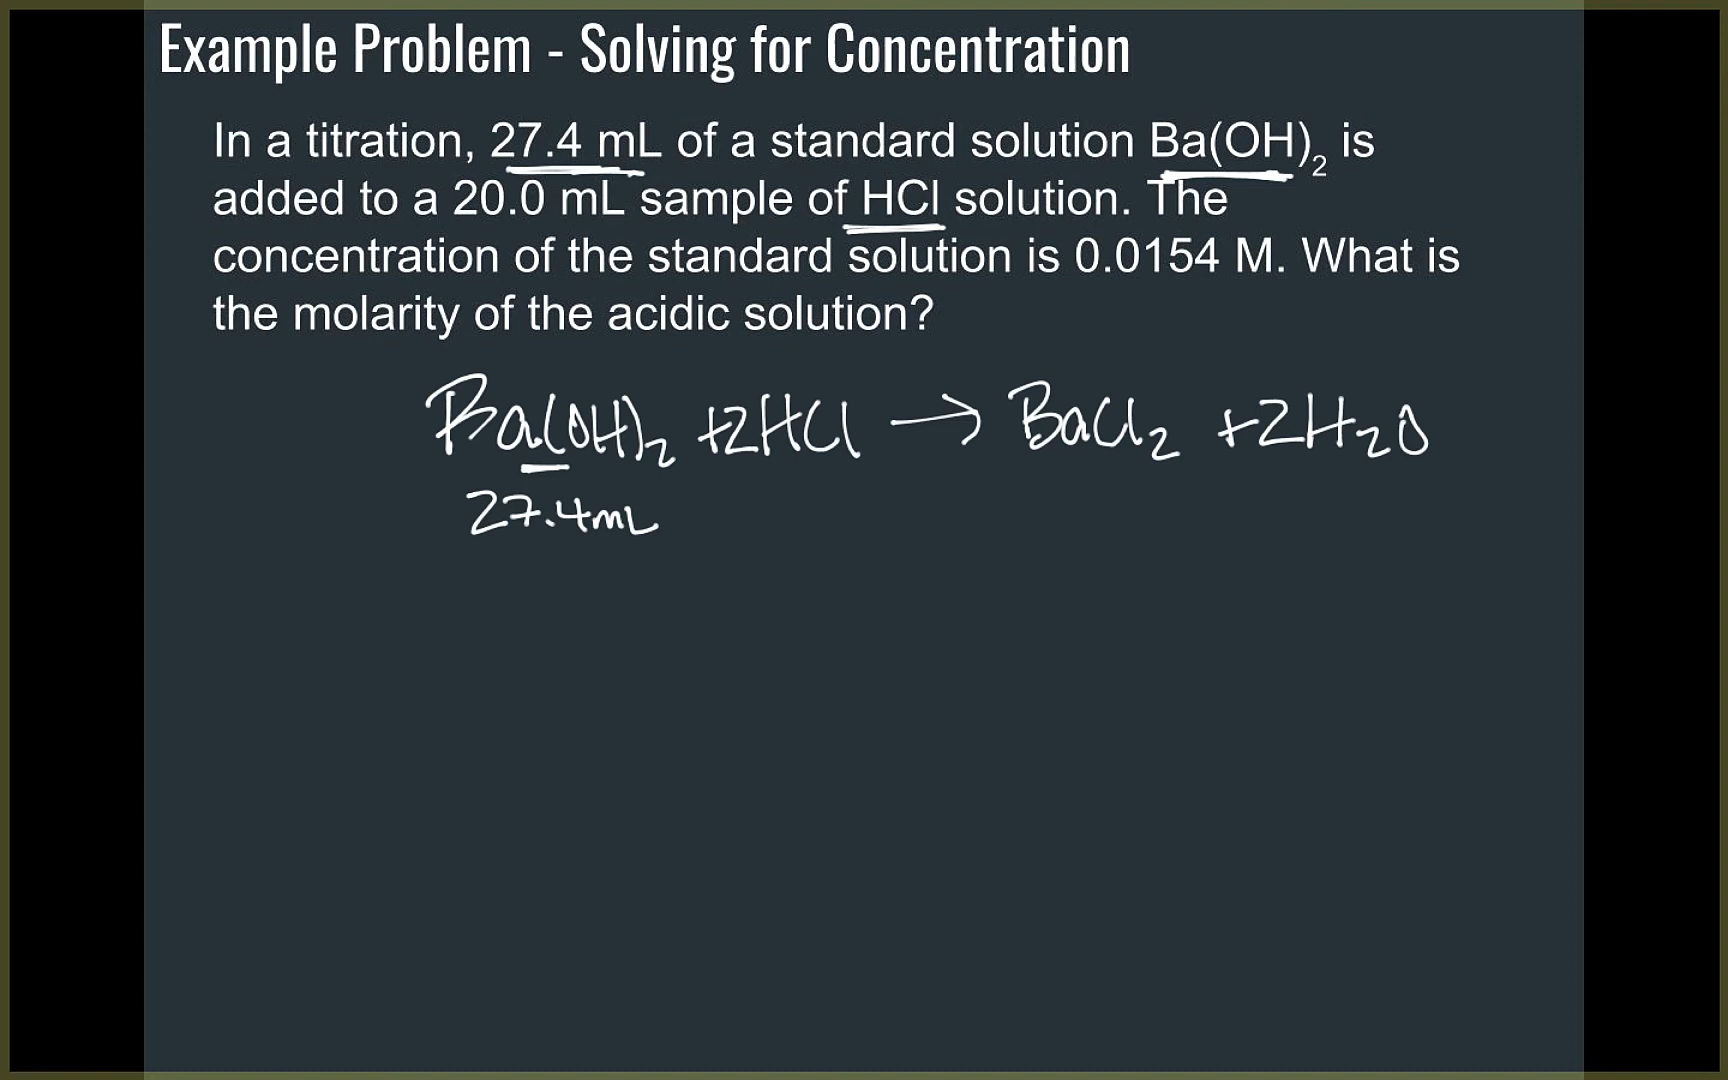 Example Problem - Solving for Concentration
In a titration, 27.4 mL of a standard solution Ba(OH)₂ is
added to a 20.0 mL sample of HCl solution. The
concentration of the standard solution is 0.0154 M. What is
the molarity of the acidic solution?
Ba(OH)₂ +2HCl → BaCl₂ +2H₂O
27.4mL